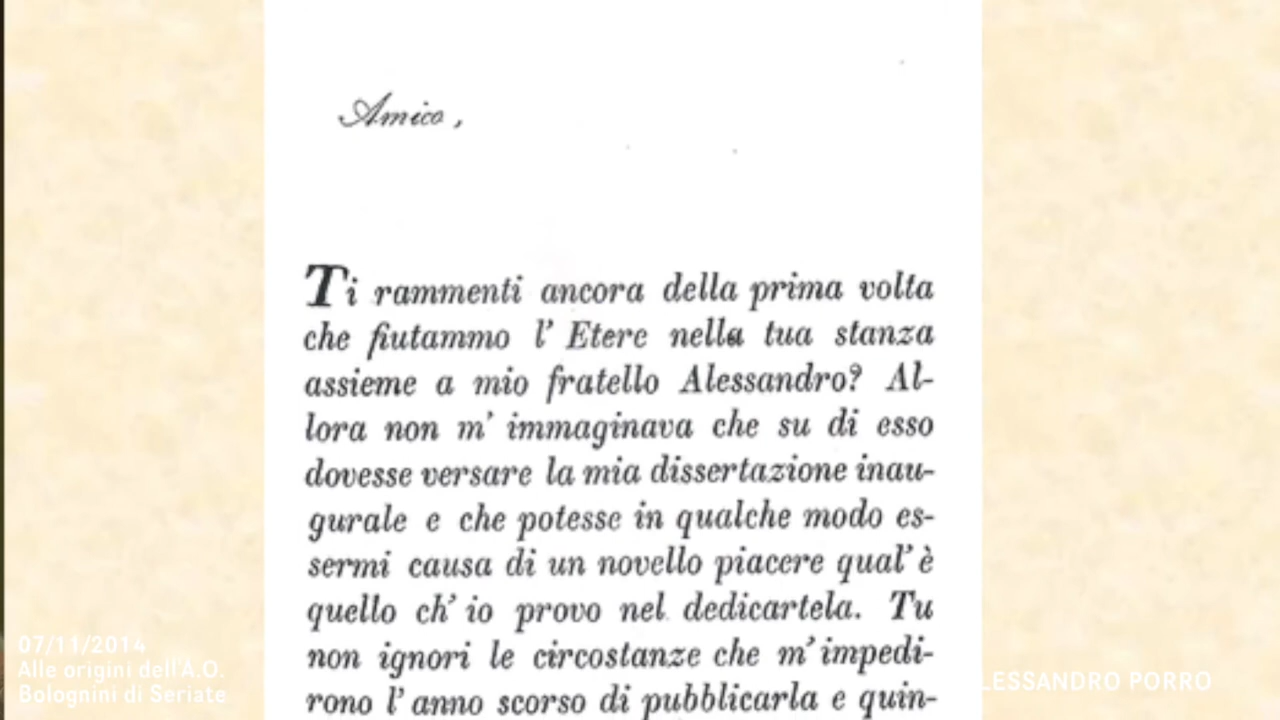 Amico,
Ti rammenti ancora della prima volta
che fiutammo l' Etere nella tua stanza
assieme a mio fratello Alessandro? Al-
lora non m' immaginava che su di esso
dovesse versare la mia dissertazione inau-
gurale e che potesse in qualche modo es-
sermi causa di un novello piacere qual' è
quello ch' io provo nel dedicartela. Tu
non ignori le circostanze che m' impedi-
rono l' anno scorso di pubblicarla e quin-
07/11/2014
Alle origini dell'A.O.
Bolognini di Seriate
LESSANDRO PORRO